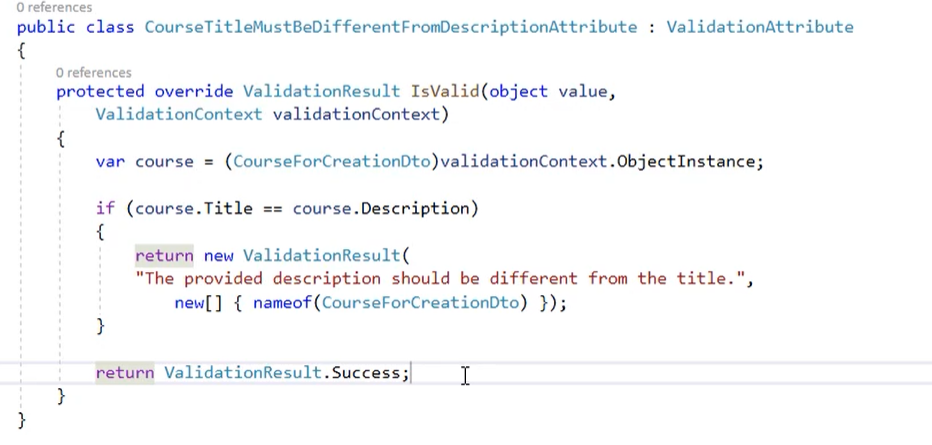 0 references
public class CourseTitleMustBeDifferentFromDescriptionAttribute : ValidationAttribute
{
0 references
protected override ValidationResult IsValid(object value,
ValidationContext validationContext)
{
var course = (CourseForCreationDto)validationContext.ObjectInstance;
if (course.Title == course.Description)
{
return new ValidationResult(
"The provided description should be different from the title.",
new[] { nameof(CourseForCreationDto) });
}
return ValidationResult.Success;
}
}